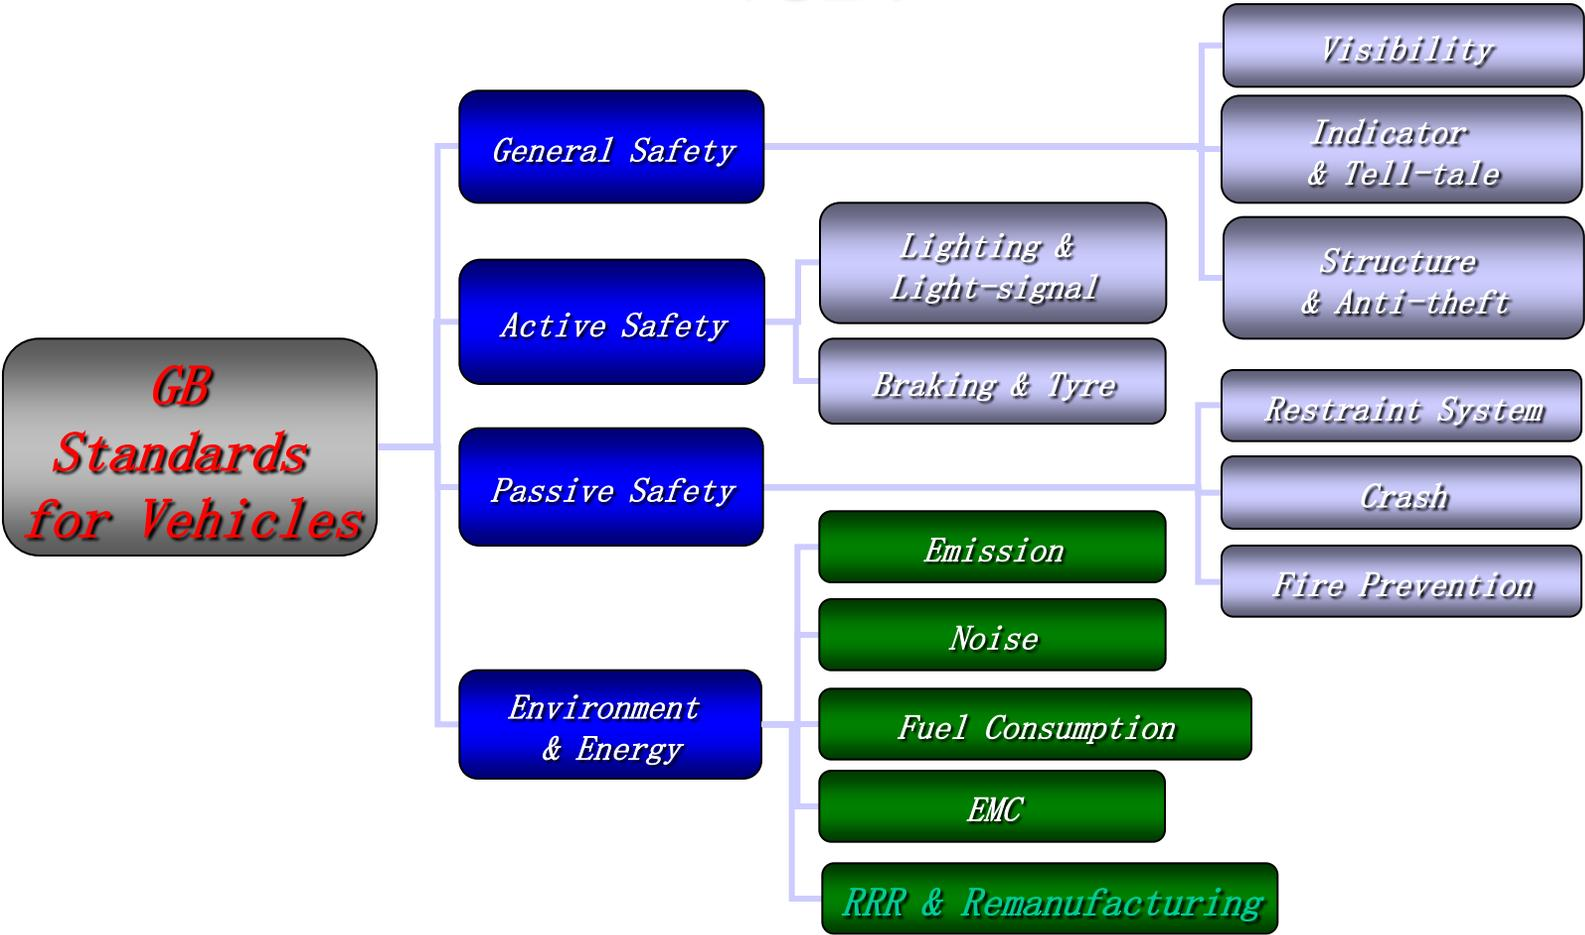 GB
Standards
for Vehicles
General Safety
Visibility
Indicator
& Tell-tale
Structure
& Anti-theft
Active Safety
Lighting &
Light-signal
Braking & Tyre
Passive Safety
Restraint System
Crash
Fire Prevention
Environment
& Energy
Emission
Noise
Fuel Consumption
EMC
RRR & Remanufacturing